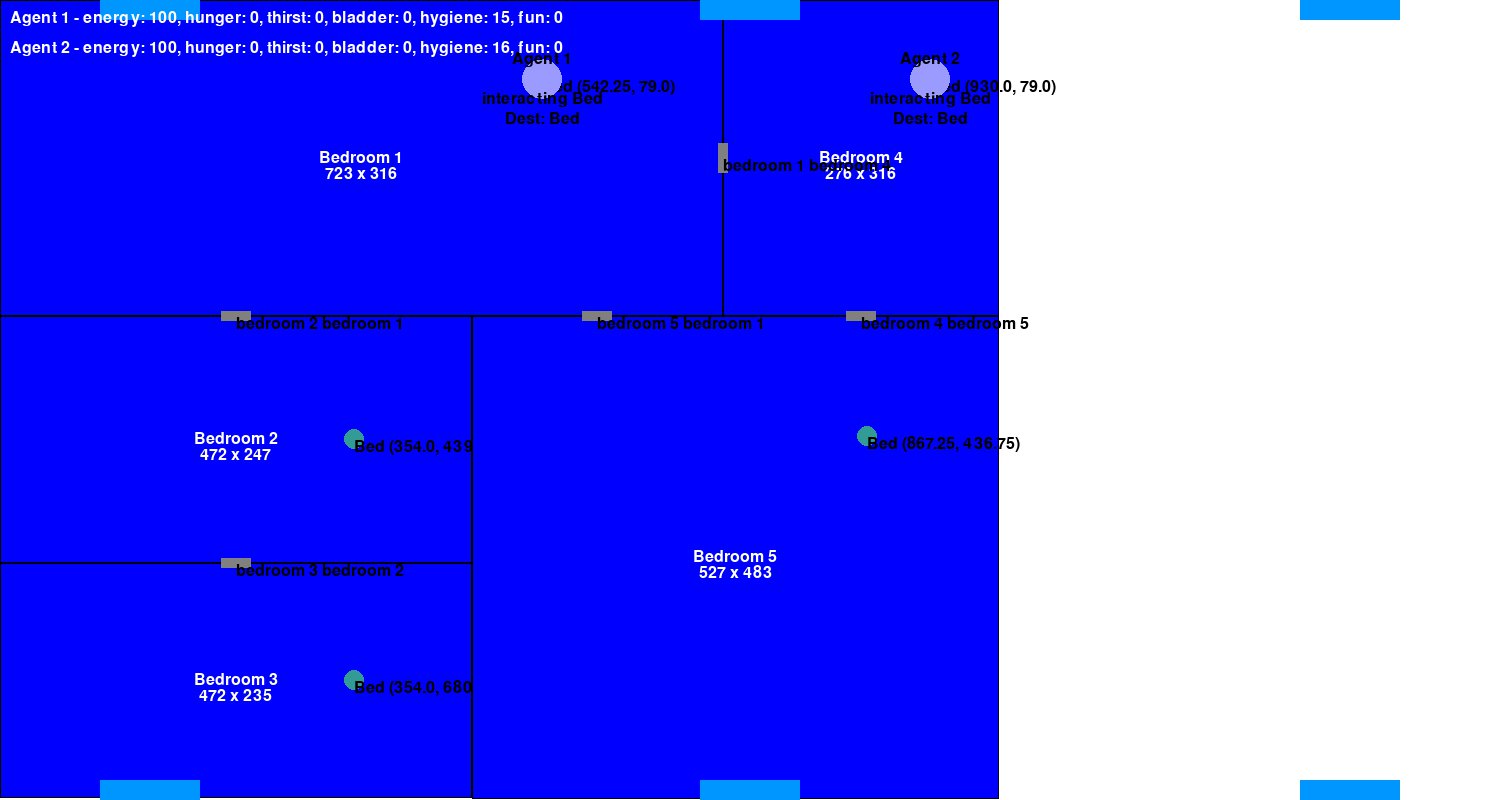 Agent 1 - energy: 100, hunger: 0, thirst: 0, bladder: 0, hygiene: 15, fun: 0
Agent 2 - energy: 100, hunger: 0, thirst: 0, bladder: 0, hygiene: 16, fun: 0
Agent 1
(542.25, 79.0)
interacting Bed
Dest: Bed
Agent 2
(930.0, 79.0)
interacting Bed
Dest: Bed
Bedroom 1
723 x 316
bedroom 1
Bedroom 4
276 x 316
bedroom 2 bedroom 1
bedroom 5 bedroom 1
bedroom 4 bedroom 5
Bedroom 2
472 x 247
Bed (354.0, 439
Bed (867.25, 436.75)
bedroom 3 bedroom 2
Bedroom 5
527 x 483
Bedroom 3
472 x 235
Bed (354.0, 680